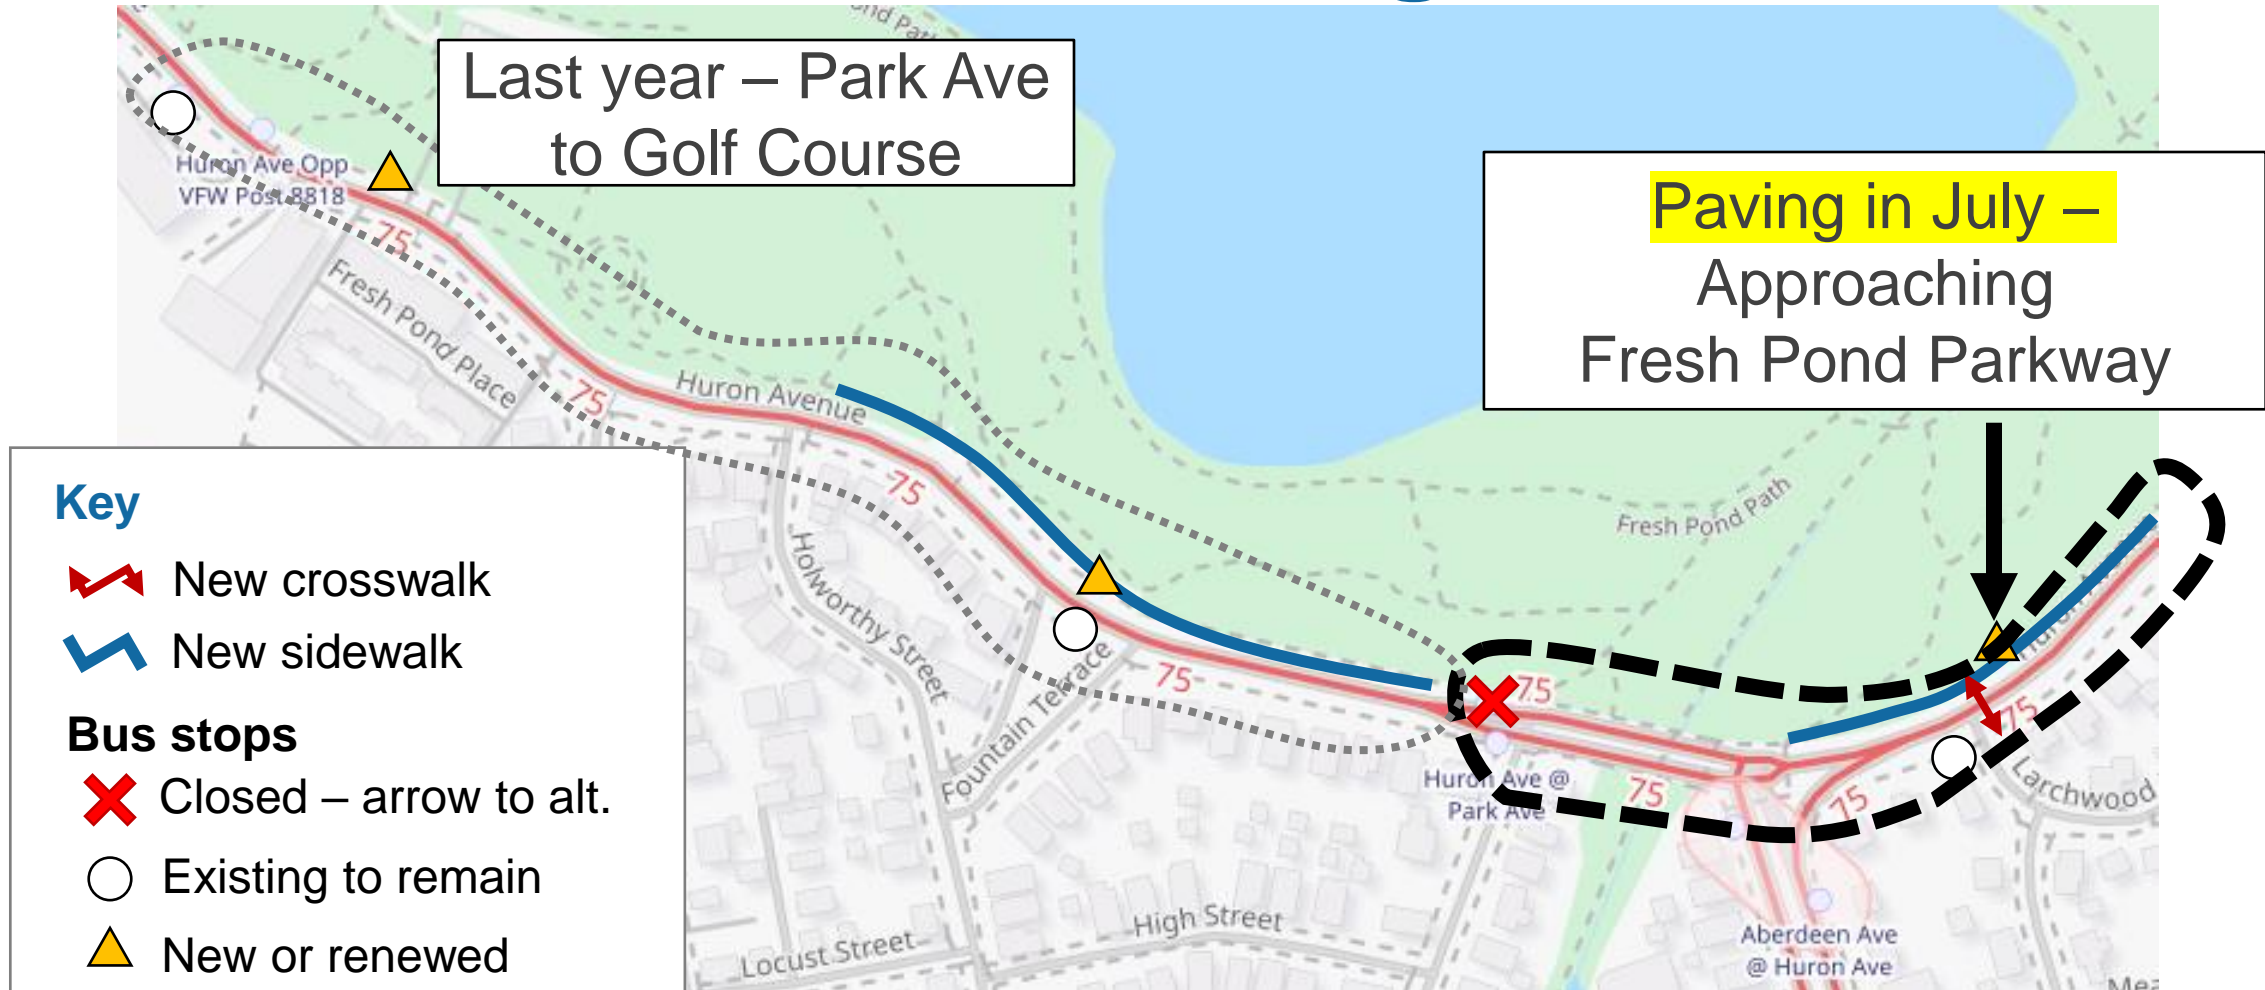 Last year – Park Ave
to Golf Course
Paving in July –
Approaching
Fresh Pond Parkway
Key
New crosswalk
New sidewalk
Bus stops
Closed – arrow to alt.
Existing to remain
New or renewed
Huron Ave Opp
VFW Post 8818
75
Fresh Pond Place
75
Huron Avenue
75
Holworthy Street
Fountain Terrace
75
75
Fresh Pond Path
75
Huron Ave @
Park Ave
75
75
Larchwood
High Street
Locust Street
Aberdeen Ave
@ Huron Ave